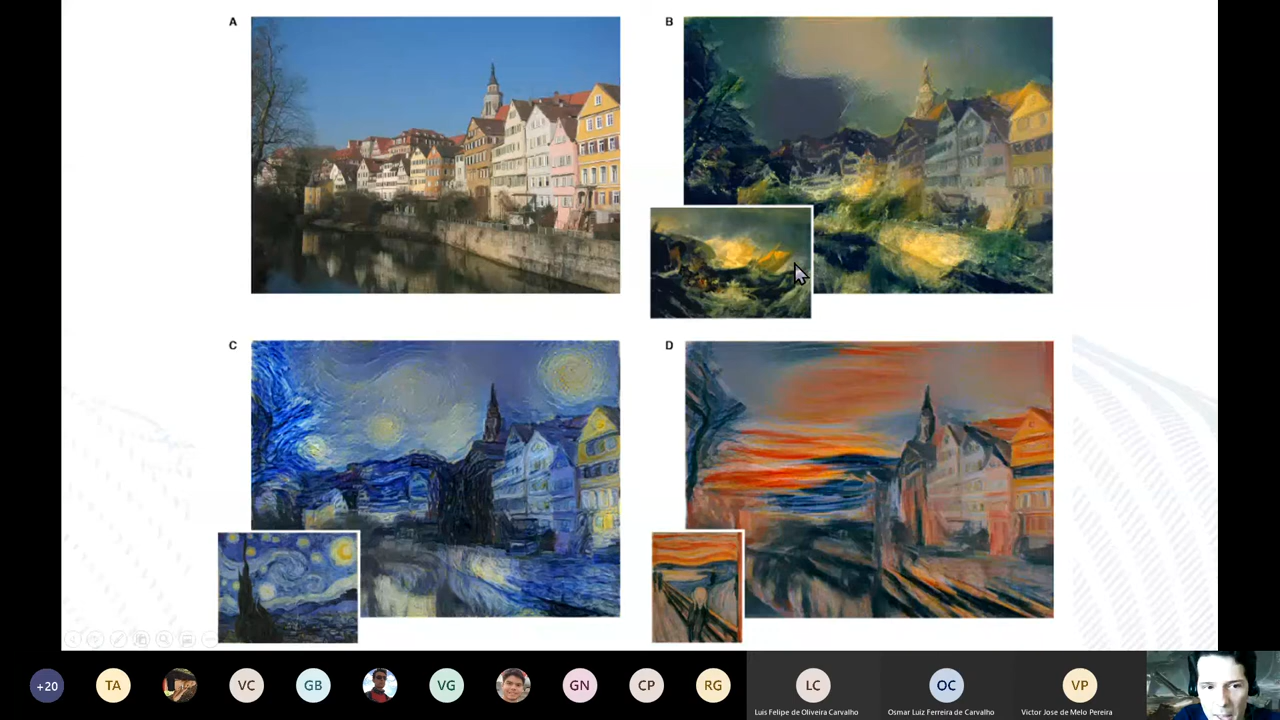 A
B
C
D
+20
TA
VC
GB
VG
GN
CP
RG
LC
OC
VP
Luis Felipe de Oliveira Carvalho
Osmar Luiz Ferreira de Carvalho
Victor Jose de Melo Pereira